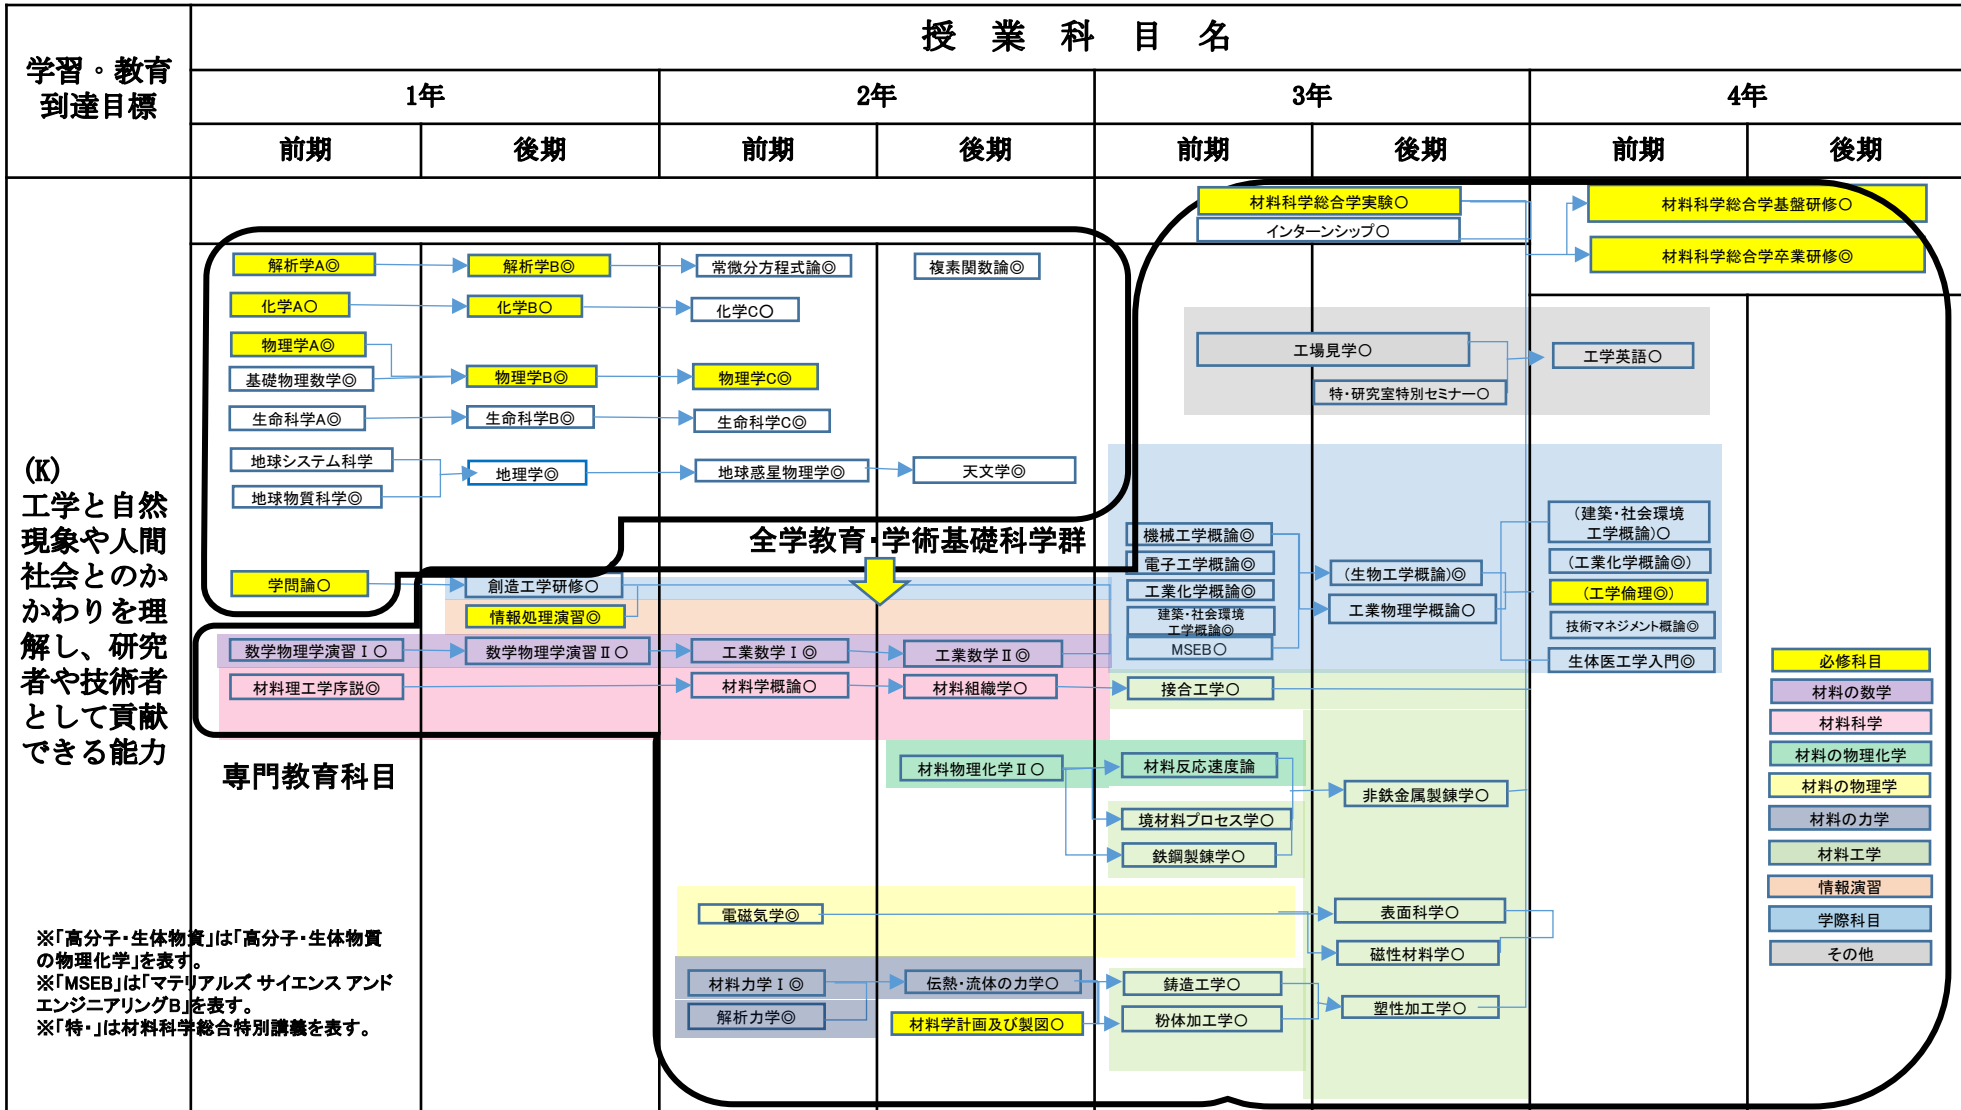 授業科目名
学習・教育
到達目標
1年
2年
3年
4年
前期
後期
前期
後期
前期
後期
前期
後期
材料科学総合学実験○
インターンシップ○
材料科学総合学基盤研修○
材料科学総合学卒業研修◎
解析学A◎
解析学B◎
常微分方程式論◎
複素関数論◎
化学A○
化学B○
化学C○
物理学A◎
基礎物理数学◎
物理学B◎
物理学C◎
生命科学A◎
生命科学B◎
生命科学C◎
地球システム科学
地球物質科学◎
地理学◎
地球惑星物理学◎
天文学◎
工場見学○
特・研究室特別セミナー○
工学英語○
(K)
工学と自然
現象や人間
社会とのか
かわりを理
解し、研究
者や技術者
として貢献
できる能力
全学教育・学術基礎科学群
学問論○
創造工学研修○
情報処理演習◎
機械工学概論◎
電子工学概論◎
工業化学概論◎
建築・社会環境
工学概論◎
MSEB○
(生物工学概論)◎
工業物理学概論○
(建築・社会環境
工学概論)○
(工業化学概論◎)
(工学倫理◎)
技術マネジメント概論◎
生体医工学入門◎
数学物理学演習Ⅰ○
数学物理学演習Ⅱ○
工業数学Ⅰ◎
工業数学Ⅱ◎
材料理工学序説◎
材料学概論○
材料組織学○
接合工学○
専門教育科目
材料物理化学Ⅱ○
材料反応速度論
境材料プロセス学○
鉄鋼製錬学○
非鉄金属製錬学○
電磁気学◎
表面科学○
磁性材料学○
材料力学Ⅰ◎
解析力学◎
伝熱・流体の力学○
材料学計画及び製図○
鋳造工学○
粉体加工学○
塑性加工学○
必修科目
材料の数学
材料科学
材料の物理化学
材料の物理学
材料の力学
材料工学
情報演習
学際科目
その他
※「高分子・生体物資」は「高分子・生体物質
の物理化学」を表す。
※「MSEB」は「マテリアルズ サイエンス アンド
エンジニアリングB」を表す。
※「特・」は材料科学総合特別講義を表す。